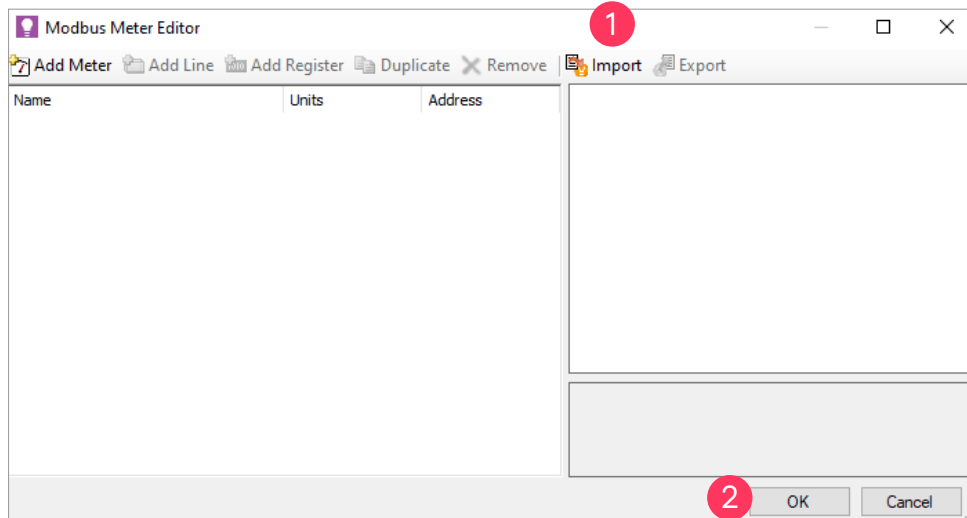 Modbus Meter Editor
1
Add Meter Add Line Add Register Duplicate Remove Import Export
Name Units Address
2
OK Cancel